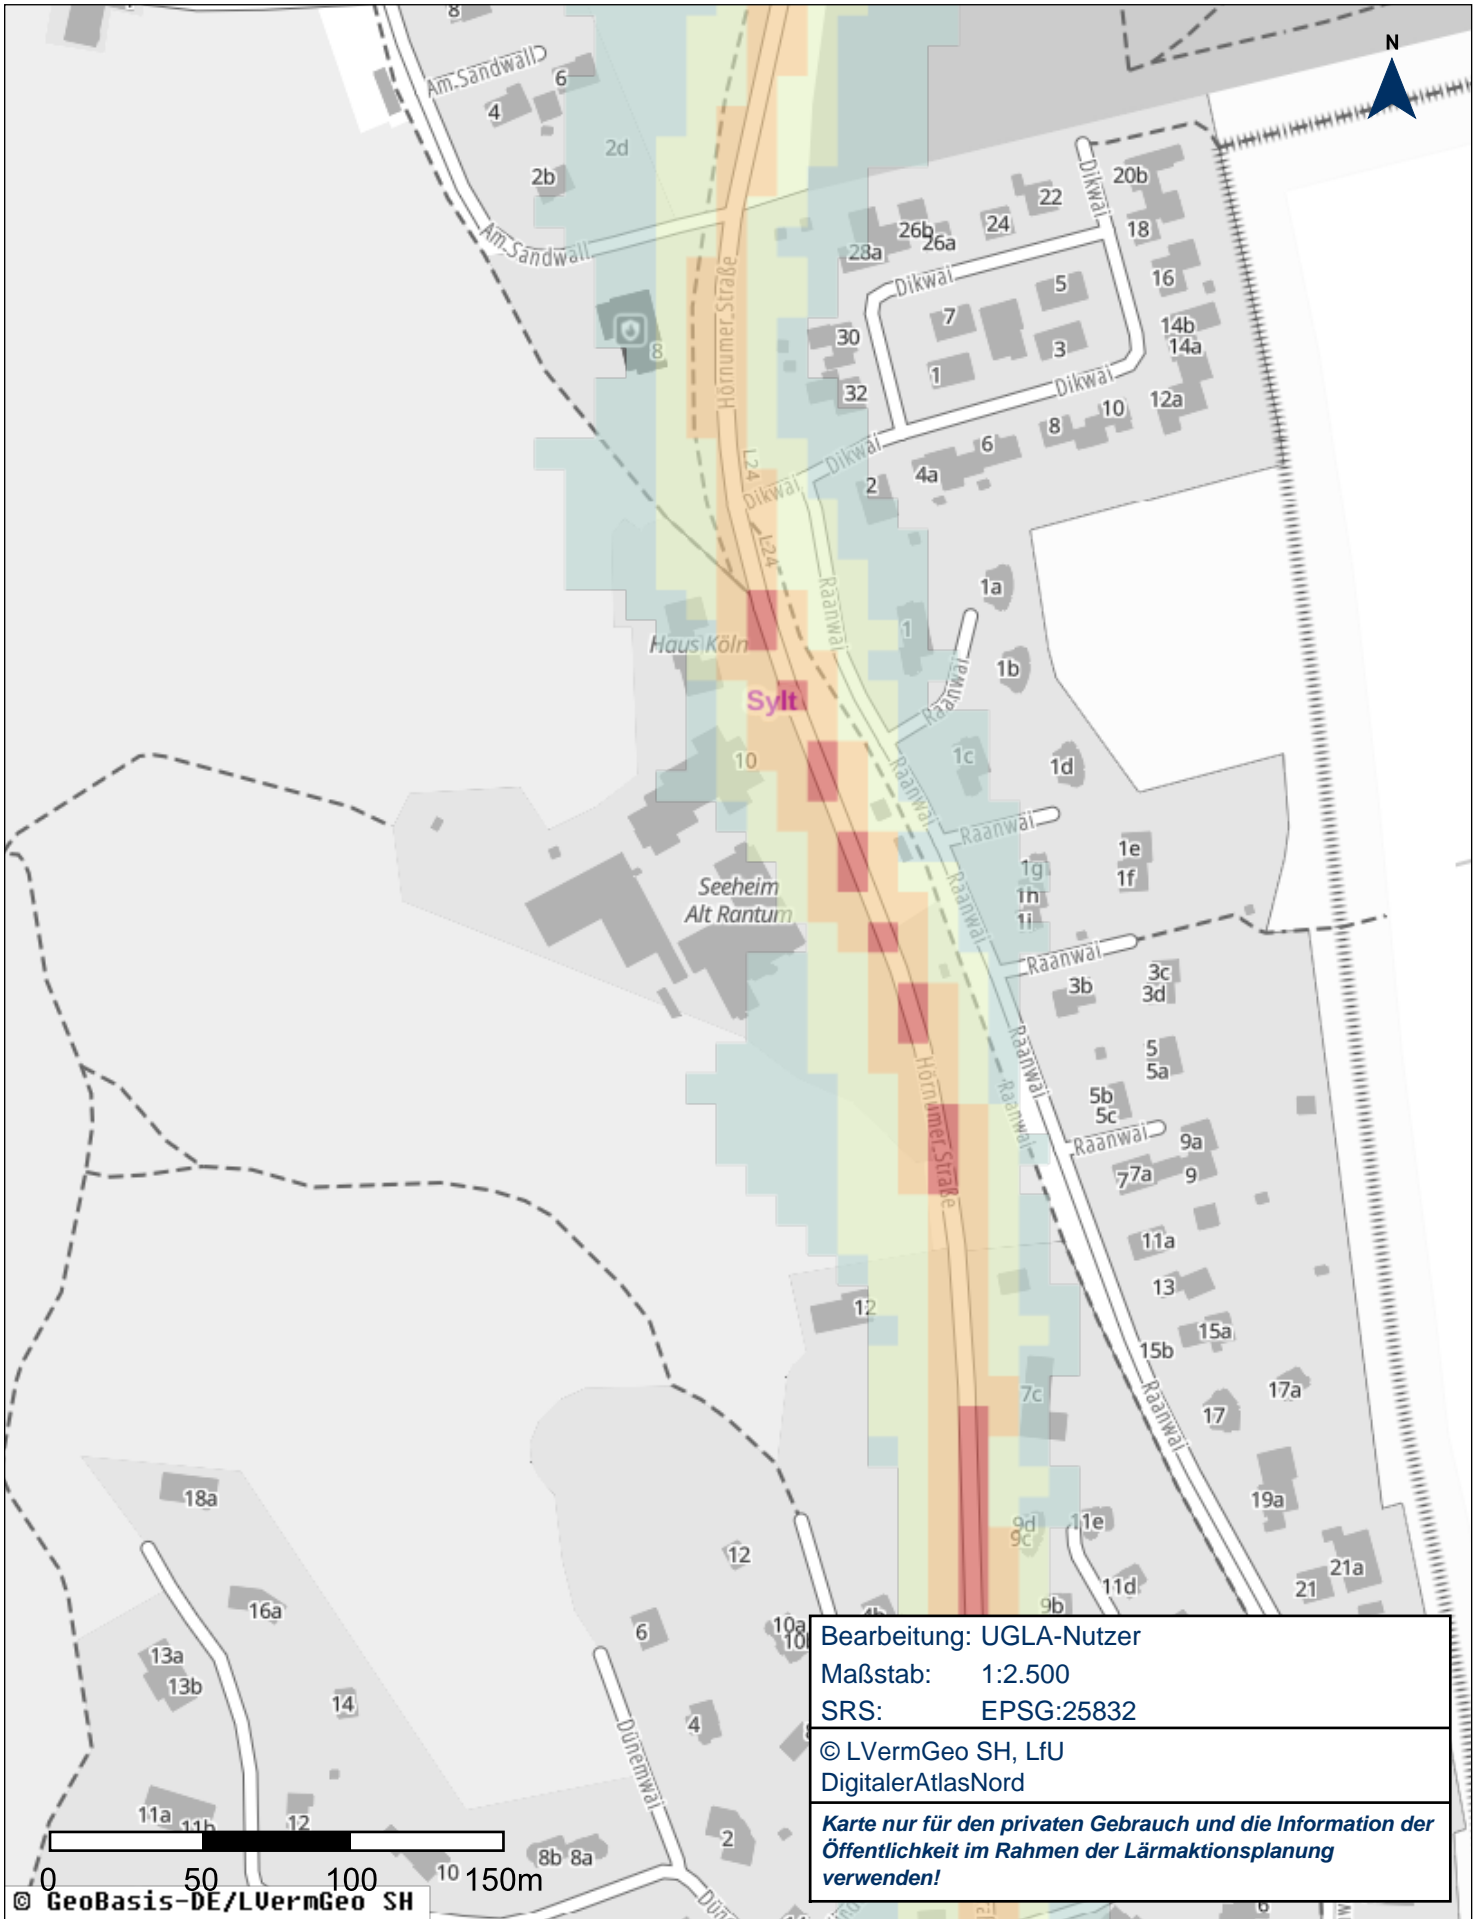 8
N
Am Sandwall
6
4
2d
2b
20b
22
Dikwai
24
18
26b
26a
28a
Am Sandwall
Dikwai
16
5
7
Hörnumer Straße
14b
30
14a
3
8
1
Dikwai
32
12a
10
8
6
Dikwai
L24
4a
2
Dikwai
L24
1a
Raanwai
1
Haus Köln
1b
Raanwai
Sylt
10
1c
1d
Raanwai
Raanwai
1e
1g
1f
Seeheim
Alt Rantum
1h
1i
Raanwai
Raanwai
3c
3b
3d
Raanwai
5
5a
Hörnumer Straße
5b
5c
Raanwai
Raanwai
9a
7
7a
9
11a
13
12
15a
15b
7c
17a
Raanwai
17
18a
19a
9d
11e
9c
12
21a
11d
21
16a
9b
4b
10a
6
13a
13b
14
4
Dünemwai
11a
11b
12
2
8b
8a
10
Bearbeitung: UGLA-Nutzer
Maßstab: 1:2.500
SRS: EPSG:25832
© LVermGeo SH, LfU
DigitalerAtlasNord
Karte nur für den privaten Gebrauch und die Information der
Öffentlichkeit im Rahmen der Lärmaktionsplanung
verwenden!
0 50 100 150m
© GeoBasis-DE/LVermGeo SH